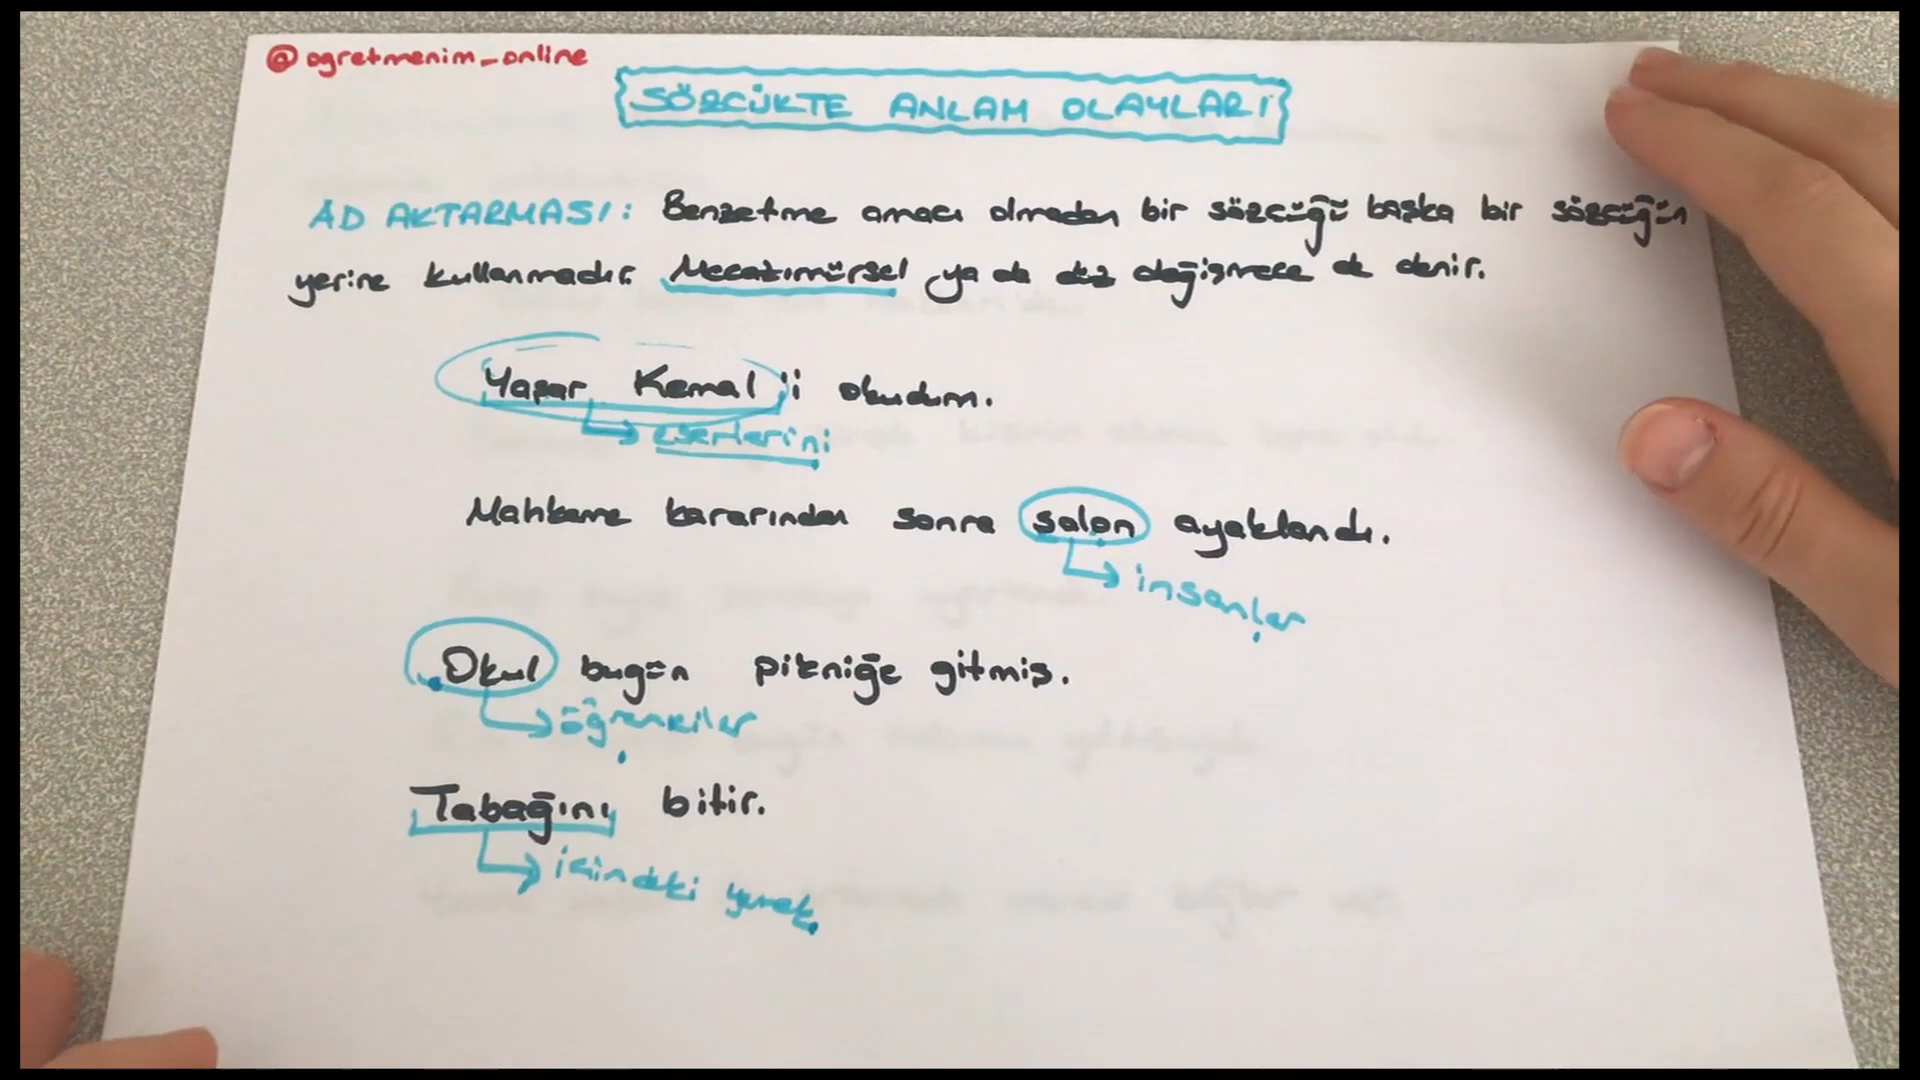 @ogretmenim_online
SÖZCÜKTE ANLAM OLAYLARI
AD AKTARMASI: Benzetme amacı olmadan bir sözcüğü başka bir sözcüğün
yerine kullanmadır. Mecazımürsel ya da düz değişmece de denir.
Yaşar Kemal'i okudum.
eserlerini
Mahkeme kararından sonra salon ayaklandı.
insanlar
Okul bugün pikniğe gitmiş.
öğrenciler
Tabağını bitir.
içindeki yemek